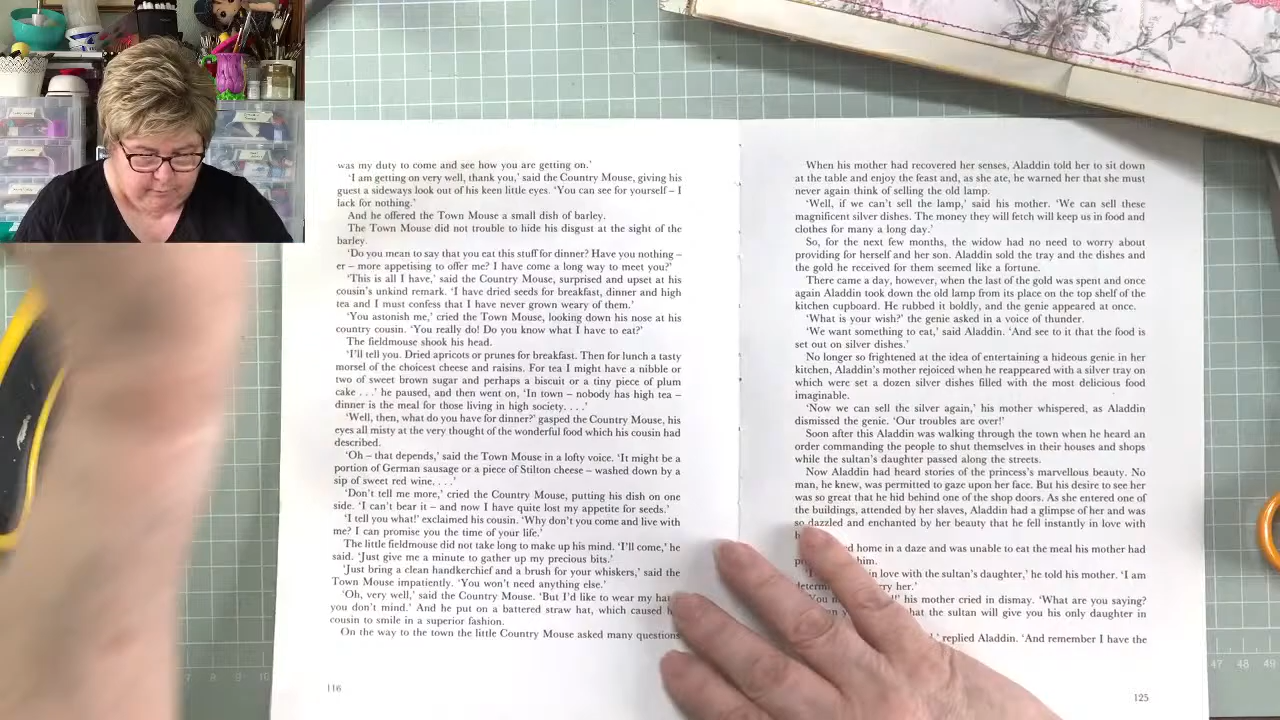 was my duty to come and see how you are getting on.’
‘I am getting on very well, thank you,’ said the Country Mouse, giving his
guest a sideways look out of his keen little eyes. ‘You can see for yourself – I
lack for nothing.’
And he offered the Town Mouse a small dish of barley.
The Town Mouse did not trouble to hide his disgust at the sight of the
barley.
‘Do you mean to say that you eat this stuff for dinner? Have you nothing –
er – more appetising to offer me? I have come a long way to meet you?’
‘This is all I have,’ said the Country Mouse, surprised and upset at his
cousin’s unkind remark. ‘I have dried seeds for breakfast, dinner and high
tea and I must confess that I have never grown weary of them.’
‘You astonish me,’ cried the Town Mouse, looking down his nose at his
country cousin. ‘You really do! Do you know what I have to eat?’
The fieldmouse shook his head.
‘I’ll tell you. Dried apricots or prunes for breakfast. Then for lunch a tasty
morsel of the choicest cheese and raisins. For tea I might have a nibble or
two of sweet brown sugar and perhaps a biscuit or a tiny piece of plum
cake . . .’ he paused, and then went on, ‘In town – nobody has high tea –
dinner is the meal for those living in high society. . . .’
‘Well, then, what do you have for dinner?’ gasped the Country Mouse, his
eyes all misty at the very thought of the wonderful food which his cousin had
described.
‘Oh – that depends,’ said the Town Mouse in a lofty voice. ‘It might be a
portion of German sausage or a piece of Stilton cheese – washed down by a
sip of sweet red wine. . . .’
‘Don’t tell me more,’ cried the Country Mouse, putting his dish on one
side. ‘I can’t bear it – and now I have quite lost my appetite for seeds.’
‘I tell you what!’ exclaimed his cousin. ‘Why don’t you come and live with
me? I can promise you the time of your life.’
The little fieldmouse did not take long to make up his mind. ‘I’ll come,’ he
said. ‘Just give me a minute to gather up my precious bits.’
‘Just bring a clean handkerchief and a brush for your whiskers,’ said the
Town Mouse impatiently. ‘You won’t need anything else.’
‘Oh, very well,’ said the Country Mouse. ‘But I’d like to wear my
you don’t mind.’ And he put on a battered straw hat, which caused
cousin to smile in a superior fashion.
On the way to the town the little Country Mouse asked many questions
116
When his mother had recovered her senses, Aladdin told her to sit down
at the table and enjoy the feast and, as she ate, he warned her that she must
never again think of selling the old lamp.
‘Well, if we can’t sell the lamp,’ said his mother. ‘We can sell these
magnificent silver dishes. The money they will fetch will keep us in food and
clothes for many a long day.’
So, for the next few months, the widow had no need to worry about
providing for herself and her son. Aladdin sold the tray and the dishes and
the gold he received for them seemed like a fortune.
There came a day, however, when the last of the gold was spent and once
again Aladdin took down the old lamp from its place on the top shelf of the
kitchen cupboard. He rubbed it boldly, and the genie appeared at once.
‘What is your wish?’ the genie asked in a voice of thunder.
‘We want something to eat,’ said Aladdin. ‘And see to it that the food is
set out on silver dishes.’
No longer so frightened at the idea of entertaining a hideous genie in her
kitchen, Aladdin’s mother rejoiced when he reappeared with a silver tray on
which were set a dozen silver dishes filled with the most delicious food
imaginable.
‘Now we can sell the silver again,’ his mother whispered, as Aladdin
dismissed the genie. ‘Our troubles are over!’
Soon after this Aladdin was walking through the town when he heard an
order commanding the people to shut themselves in their houses and shops
while the sultan’s daughter passed along the streets.
Now Aladdin had heard stories of the princess’s marvellous beauty. No
man, he knew, was permitted to gaze upon her face. But his desire to see her
was so great that he hid behind one of the shop doors. As she entered one of
the buildings, attended by her slaves, Aladdin had a glimpse of her and was
so dazzled and enchanted by her beauty that he fell instantly in love with
home in a daze and was unable to eat the meal his mother had
him.
in love with the sultan’s daughter,’ he told his mother. ‘I am
her.’
his mother cried in dismay. ‘What are you saying?
that the sultan will give you his only daughter in
replied Aladdin. ‘And remember I have the
125
7 8 9 10
47 48 49